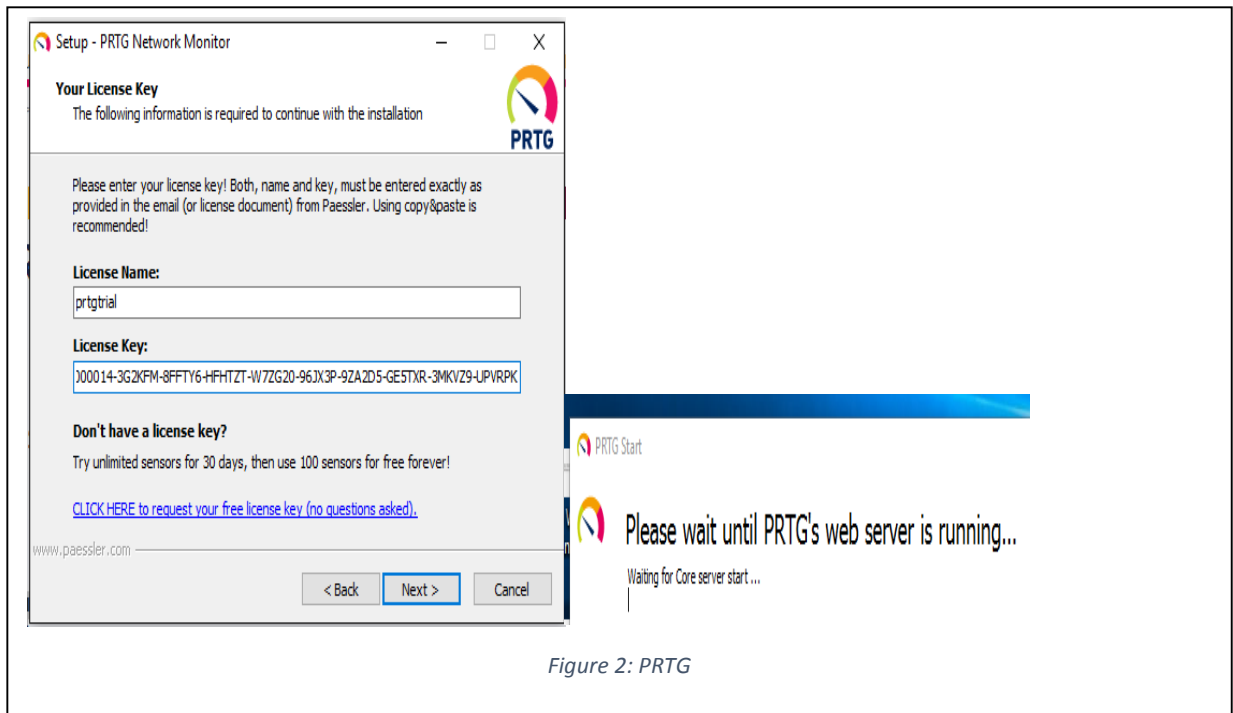 Setup - PRTG Network Monitor
Your License Key
The following information is required to continue with the installation
PRTG
Please enter your license key! Both, name and key, must be entered exactly as
provided in the email (or license document) from Paessler. Using copy&paste is
recommended!
License Name:
prtgtrial
License Key:
000014-3G2KFM-8FFTY6-HFHTZT-W7ZG20-96JX3P-9ZA2D5-GE5TXR-3MKVZ9-UPVRPK
Don't have a license key?
Try unlimited sensors for 30 days, then use 100 sensors for free forever!
CLICK HERE to request your free license key (no questions asked).
www.paessler.com
< Back
Next >
Cancel
PRTG Start
Please wait until PRTG's web server is running...
Waiting for Core server start ...
Figure 2: PRTG